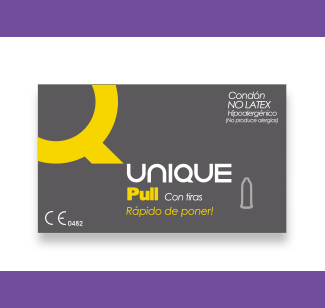 Condón
NO LATEX
hipoalergénico
(No produce alergias)
UNIQUE
Pull Con tiras
Rápido de poner!
CE 0482